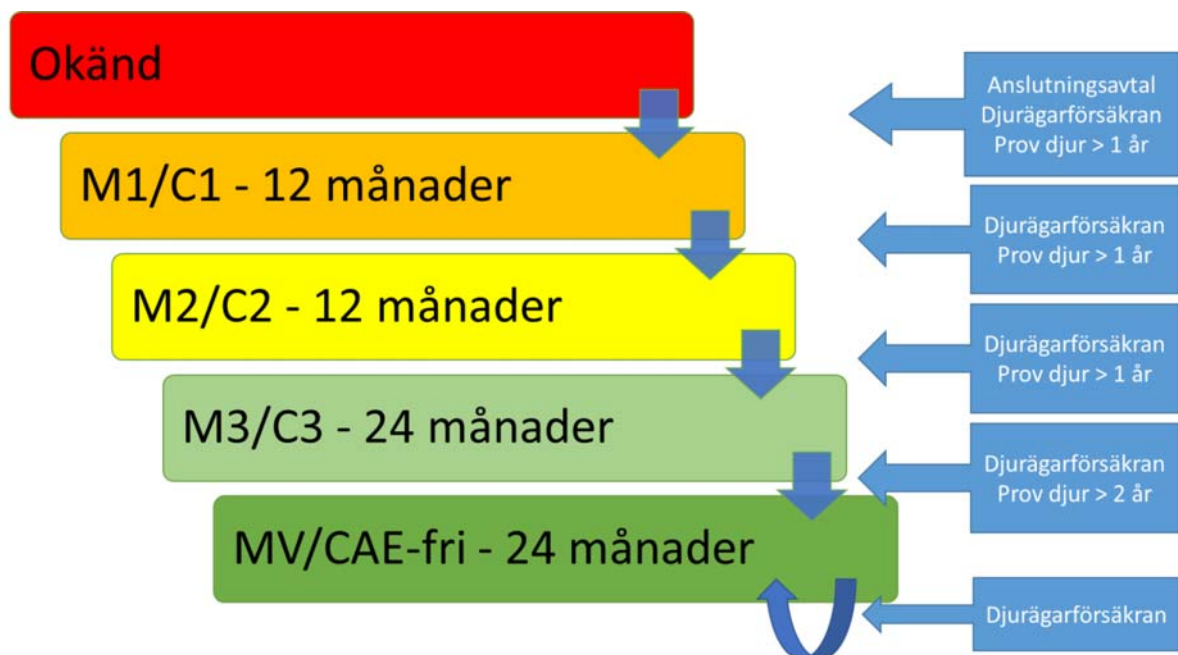 Okänd
Anslutningsavtal
Djurägarförsäkran
Prov djur > 1 år
M1/C1 - 12 månader
Djurägarförsäkran
Prov djur > 1 år
M2/C2 - 12 månader
Djurägarförsäkran
Prov djur > 1 år
M3/C3 - 24 månader
Djurägarförsäkran
Prov djur > 2 år
MV/CAE-fri - 24 månader
Djurägarförsäkran